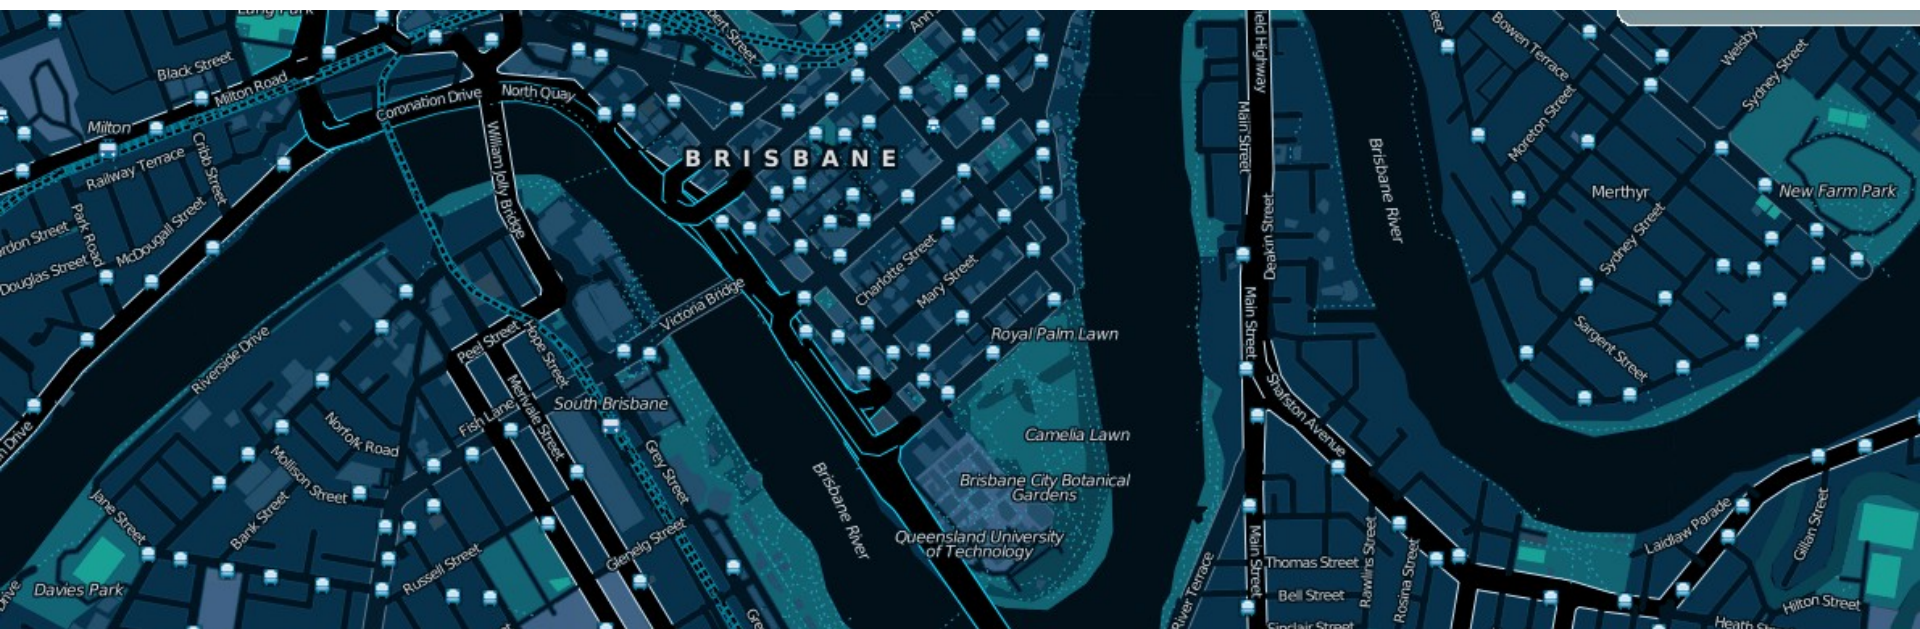 Black Street
Milton Road
Milton
Railway Terrace
Cribb Street
Park Road
McDougall Street
Douglas Street
Coronation Drive
North Quay
William Jolly Bridge
BRISBANE
Victoria Bridge
Charlotte Street
Mary Street
Royal Palm Lawn
Camelia Lawn
Brisbane City Botanical
Gardens
Queensland University
of Technology
Brisbane River
Riverside Drive
Peel Street
Hope Street
Merivale Street
Fish Lane
South Brisbane
Grey Street
Norfolk Road
Mollison Street
Bank Street
Jane Street
Davies Park
Russell Street
Glenelg Street
Main Street
Deakin Street
Main Street
Shafston Avenue
Main Street
River Terrace
Thomas Street
Bell Street
Sinclair Street
Rawlins Street
Rosina Street
Brisbane River
Bowen Terrace
Moreton Street
Welsby
Sydney Street
Merthyr
New Farm Park
Sydney Street
Sargent Street
Laidlaw Parade
Gillan Street
Hilton Street
Heath